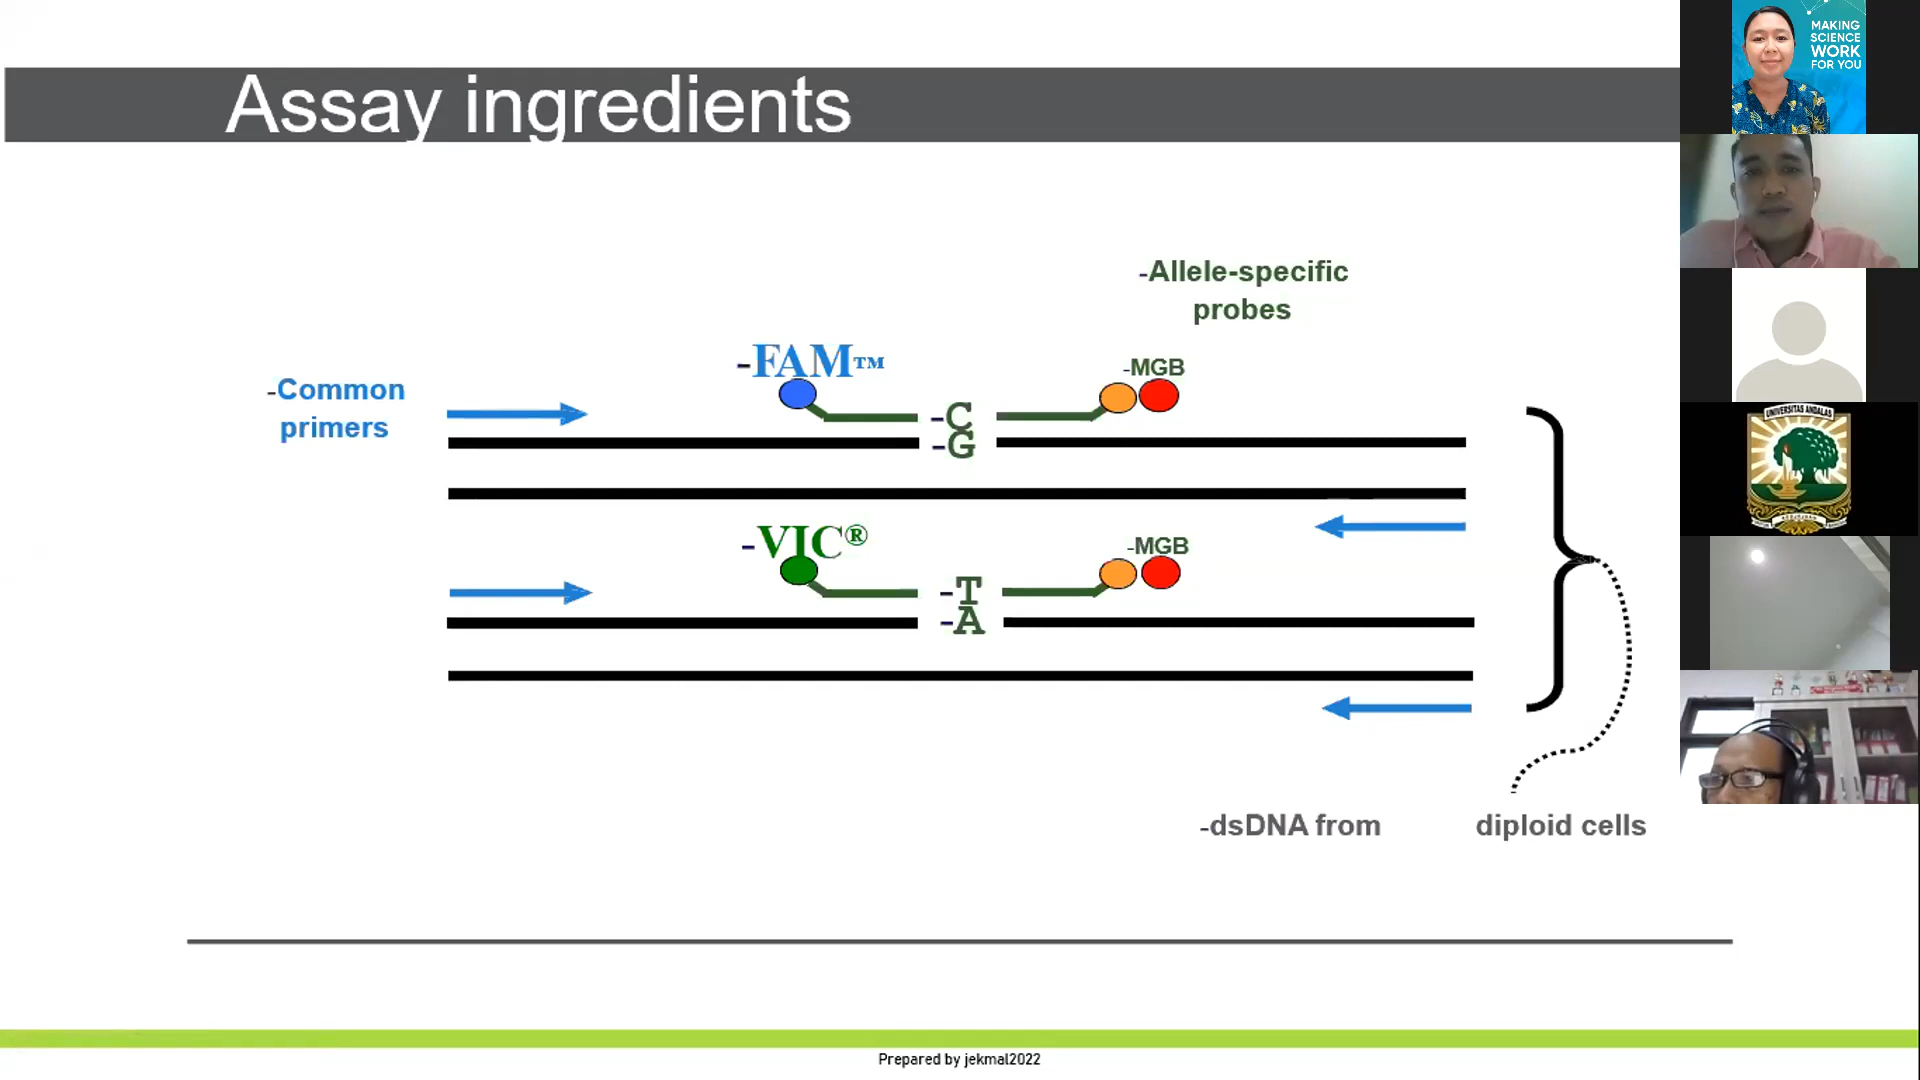 Assay ingredients
-Allele-specific
probes
-FAM™
-MGB
-Common
primers
-C
-G
-VIC®
-MGB
-T
-A
-dsDNA from diploid cells
Prepared by jekmal2022
MAKING
SCIENCE
WORK
FOR YOU
UNIVERSITAS ANDALAS